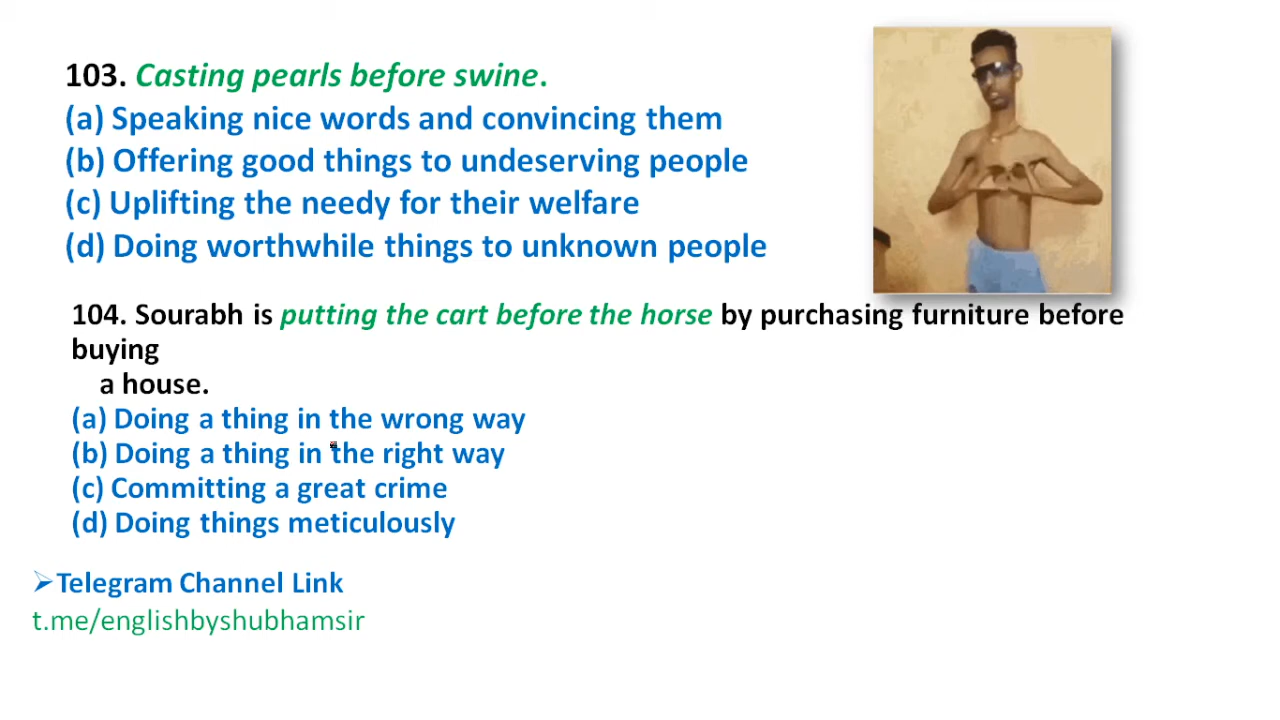 103. Casting pearls before swine.
(a) Speaking nice words and convincing them
(b) Offering good things to undeserving people
(c) Uplifting the needy for their welfare
(d) Doing worthwhile things to unknown people
104. Sourabh is putting the cart before the horse by purchasing furniture before
buying
a house.
(a) Doing a thing in the wrong way
(b) Doing a thing in the right way
(c) Committing a great crime
(d) Doing things meticulously
➢Telegram Channel Link
t.me/englishbyshubhamsir